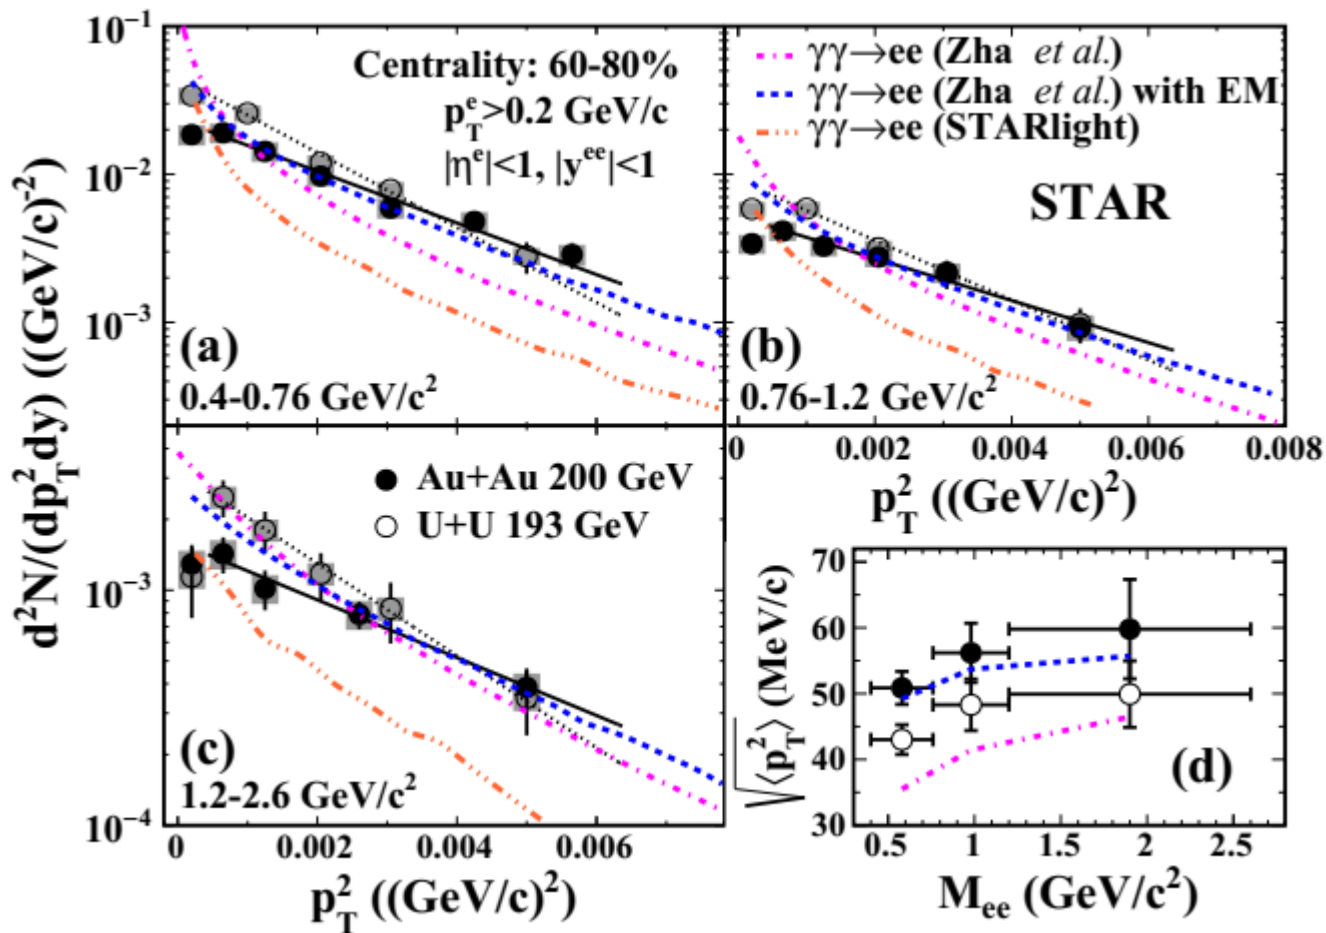 d²N/(dp_T²dy) ((GeV/c)⁻²)
10⁻¹
10⁻²
10⁻³
Centrality: 60-80%
p_T^e>0.2 GeV/c
|η^e|<1, |y^ee|<1
(a)
0.4-0.76 GeV/c²
γγ→ee (Zha et al.)
γγ→ee (Zha et al.) with EM
γγ→ee (STARlight)
STAR
(b)
0.76-1.2 GeV/c²
0.002 0.004 0.006 0.008
p_T² ((GeV/c)²)
Au+Au 200 GeV
U+U 193 GeV
10⁻³
10⁻⁴
(c)
1.2-2.6 GeV/c²
0 0.002 0.004 0.006
p_T² ((GeV/c)²)
√⟨p_T²⟩ (MeV/c)
70
60
50
40
30
(d)
0.5 1 1.5 2 2.5
M_ee (GeV/c²)